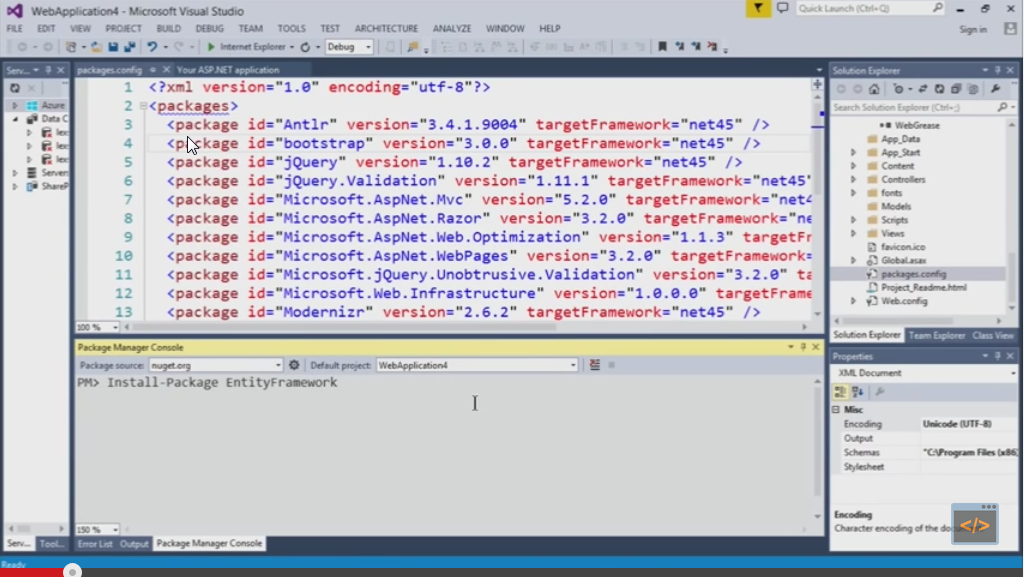 WebApplication4 - Microsoft Visual Studio
Quick Launch (Ctrl+Q)
FILE EDIT VIEW PROJECT BUILD DEBUG TEAM TOOLS TEST ARCHITECTURE ANALYZE WINDOW HELP
Sign in
Internet Explorer
Debug
Serv...
packages.config
Your ASP.NET application
Azure
Data C
lex
lex
lex
Servers
ShareP
1 <?xml version="1.0" encoding="utf-8"?>
2 <packages>
3 <package id="Antlr" version="3.4.1.9004" targetFramework="net45" />
4 <package id="bootstrap" version="3.0.0" targetFramework="net45" />
5 <package id="jQuery" version="1.10.2" targetFramework="net45" />
6 <package id="jQuery.Validation" version="1.11.1" targetFramework="net45"
7 <package id="Microsoft.AspNet.Mvc" version="5.2.0" targetFramework="net4
8 <package id="Microsoft.AspNet.Razor" version="3.2.0" targetFramework="ne
9 <package id="Microsoft.AspNet.Web.Optimization" version="1.1.3" targetFr
10 <package id="Microsoft.AspNet.WebPages" version="3.2.0" targetFramework=
11 <package id="Microsoft.jQuery.Unobtrusive.Validation" version="3.2.0" ta
12 <package id="Microsoft.Web.Infrastructure" version="1.0.0.0" targetFrame
13 <package id="Modernizr" version="2.6.2" targetFramework="net45" />
100 %
Package Manager Console
Package source: nuget.org
Default project: WebApplication4
PM> Install-Package EntityFramework
150 %
Serv... Tool...
Error List Output Package Manager Console
Ready
Solution Explorer
Search Solution Explorer (Ctrl+;)
WebGrease
App_Data
App_Start
Content
Controllers
fonts
Models
Scripts
Views
favicon.ico
Global.asax
packages.config
Project_Readme.html
Web.config
Solution Explorer Team Explorer Class View
Properties
XML Document
Misc
Encoding Unicode (UTF-8)
Output
Schemas "C:\Program Files (x86
Stylesheet
Encoding
Character encoding of the do
</>